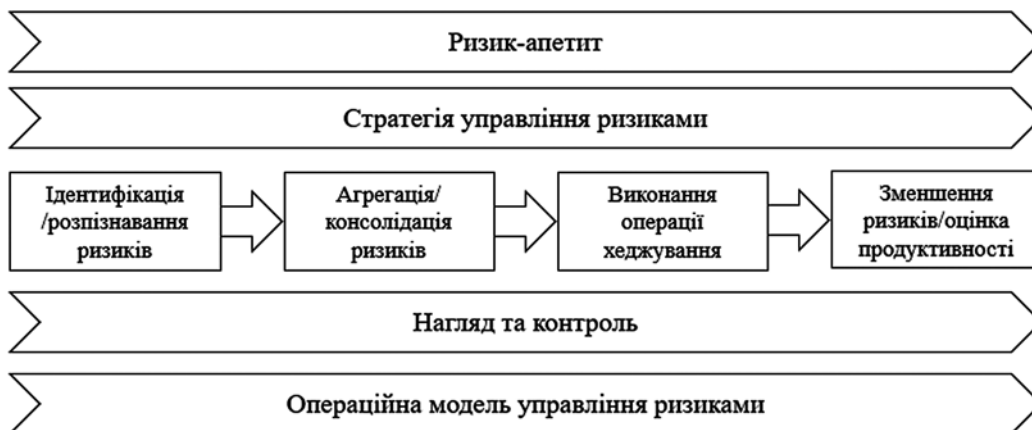 Ризик-апетит
Стратегія управління ризиками
Ідентифікація
/розпізнавання
ризиків
Агрегація/
консолідація
ризиків
Виконання
операції
хеджування
Зменшення
ризиків/оцінка
продуктивності
Нагляд та контроль
Операційна модель управління ризиками